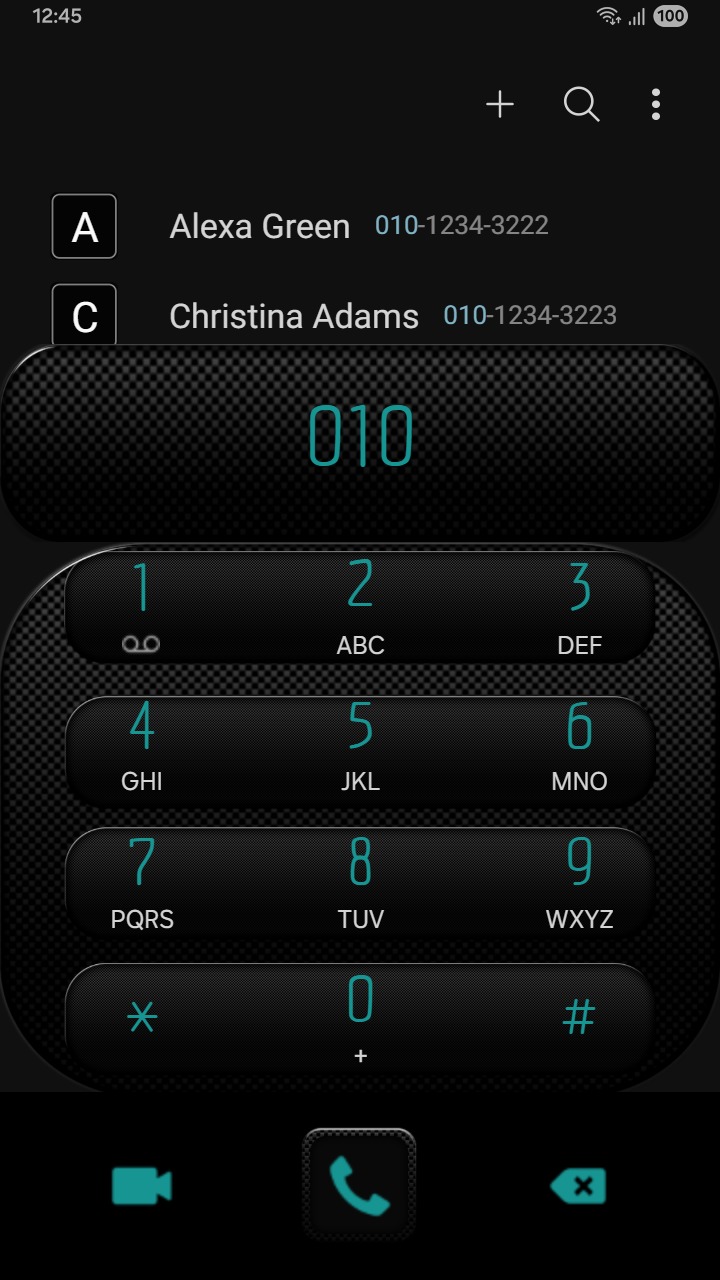 12:45 100
A Alexa Green 010-1234-3222
C Christina Adams 010-1234-3223
010
1 2 3
ABC DEF
4 5 6
GHI JKL MNO
7 8 9
PQRS TUV WXYZ
* 0 #
+